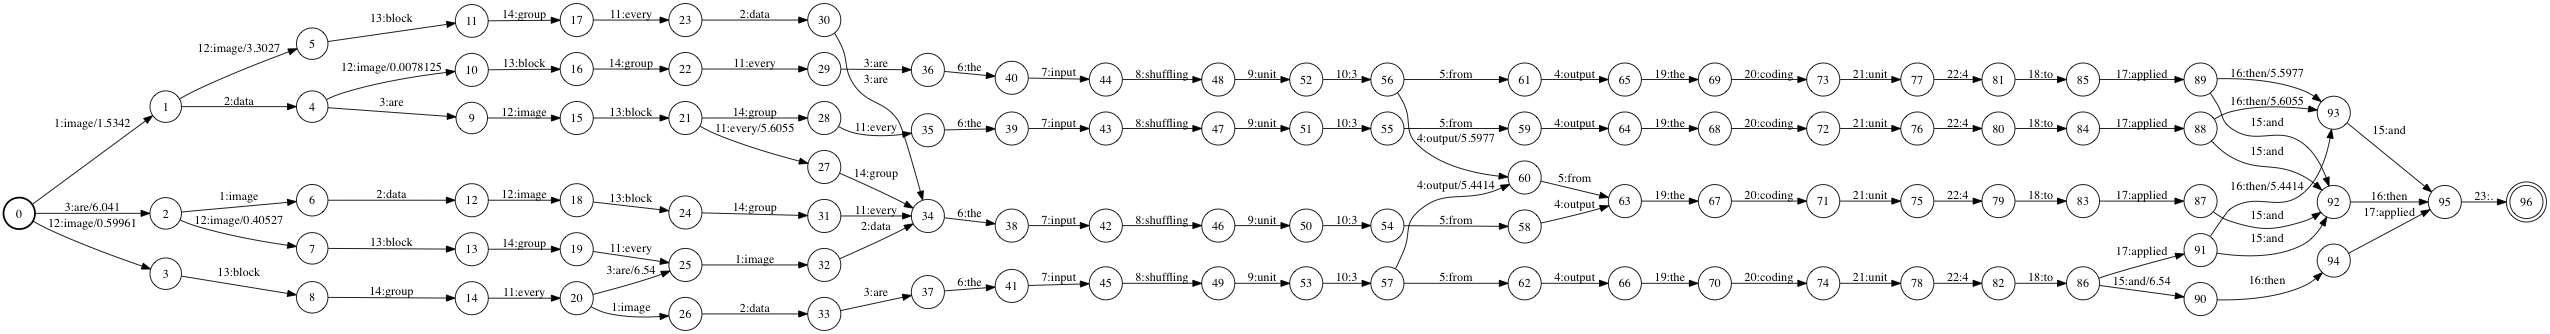 0
1:image/1.5342
3:are/6.041
12:image/0.59961
1
12:image/3.3027
2:data
2
1:image
12:image/0.40527
3
13:block
5
13:block
4
12:image/0.0078125
3:are
6
2:data
7
13:block
8
14:group
11
14:group
10
13:block
9
12:image
12
12:image
13
14:group
14
11:every
17
11:every
16
14:group
15
13:block
18
13:block
19
11:every
20
3:are/6.54
1:image
23
2:data
22
11:every
21
14:group
11:every/5.6055
24
14:group
25
1:image
26
2:data
30
3:are
29
3:are
28
11:every
27
14:group
31
11:every
32
2:data
33
3:are
36
6:the
35
6:the
34
6:the
37
6:the
40
7:input
39
7:input
38
7:input
41
7:input
44
8:shuffling
43
8:shuffling
42
8:shuffling
45
8:shuffling
48
9:unit
47
9:unit
46
9:unit
49
9:unit
52
10:3
51
10:3
50
10:3
53
10:3
56
5:from
4:output/5.5977
55
5:from
54
5:from
57
4:output/5.4414
5:from
61
4:output
59
4:output
60
5:from
58
4:output
62
4:output
65
19:the
64
19:the
63
19:the
66
19:the
69
20:coding
68
20:coding
67
20:coding
70
20:coding
73
21:unit
72
21:unit
71
21:unit
74
21:unit
77
22:4
76
22:4
75
22:4
78
22:4
81
18:to
80
18:to
79
18:to
82
18:to
85
17:applied
84
17:applied
83
17:applied
86
17:applied
15:and/6.54
89
16:then/5.5977
15:and
88
16:then/5.6055
15:and
87
15:and
91
16:then/5.4414
15:and
90
16:then
93
15:and
92
16:then
94
17:applied
95
23:.
96